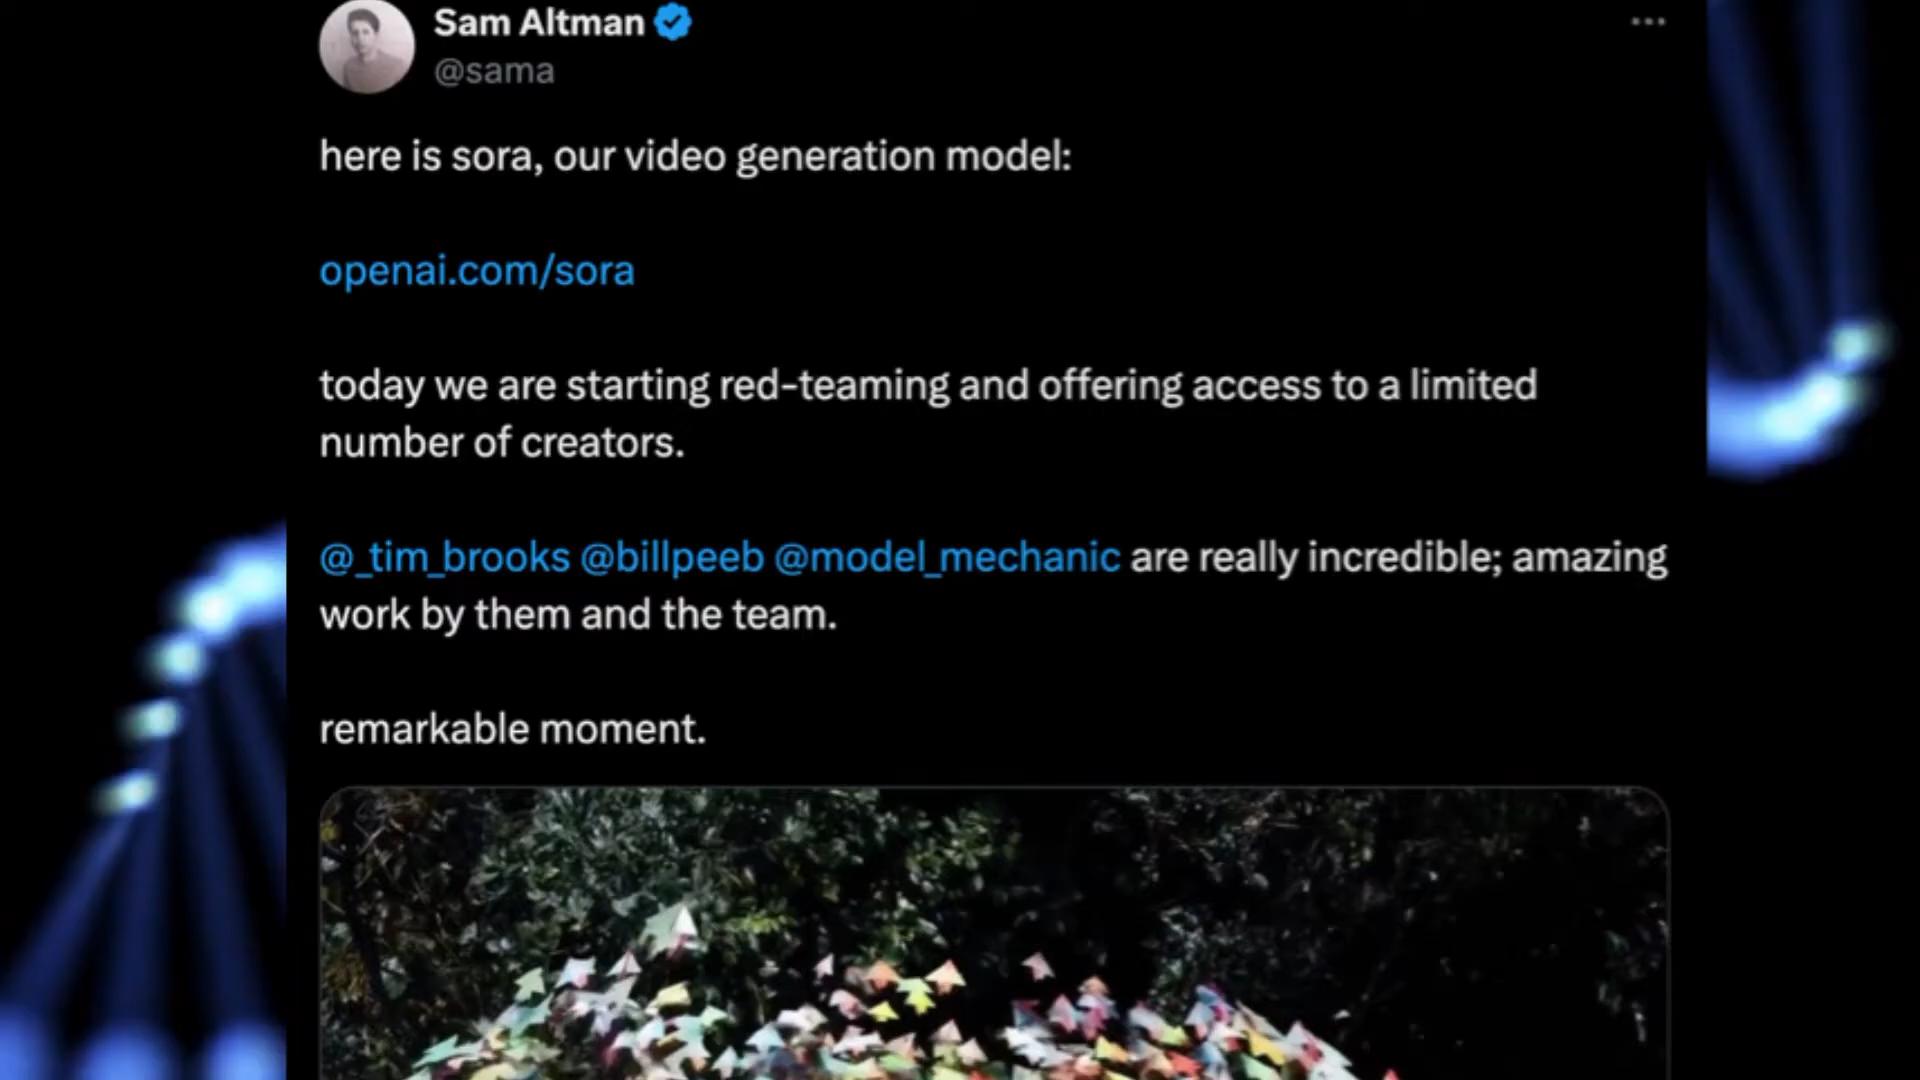 Sam Altman
@sama
here is sora, our video generation model:
openai.com/sora
today we are starting red-teaming and offering access to a limited
number of creators.
@_tim_brooks @billpeeb @model_mechanic are really incredible; amazing
work by them and the team.
remarkable moment.